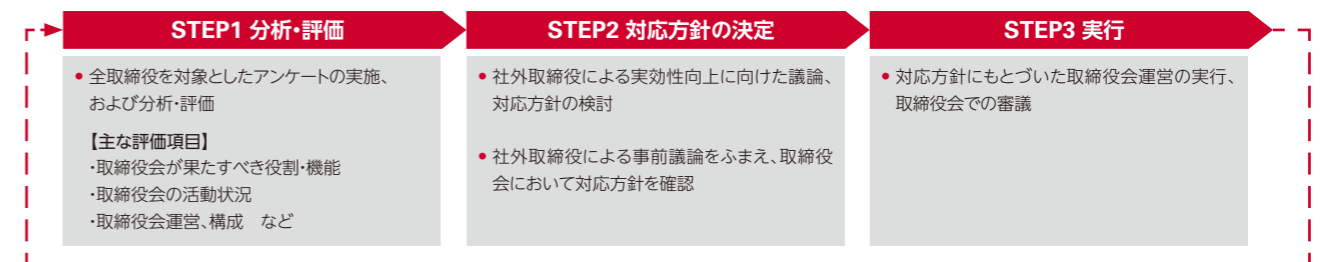 STEP1 分析・評価
• 全取締役を対象としたアンケートの実施、
および分析・評価
【主な評価項目】
・取締役会が果たすべき役割・機能
・取締役会の活動状況
・取締役会運営、構成　など
STEP2 対応方針の決定
• 社外取締役による実効性向上に向けた議論、
対応方針の検討
• 社外取締役による事前議論をふまえ、取締役
会において対応方針を確認
STEP3 実行
• 対応方針にもとづいた取締役会運営の実行、
取締役会での審議